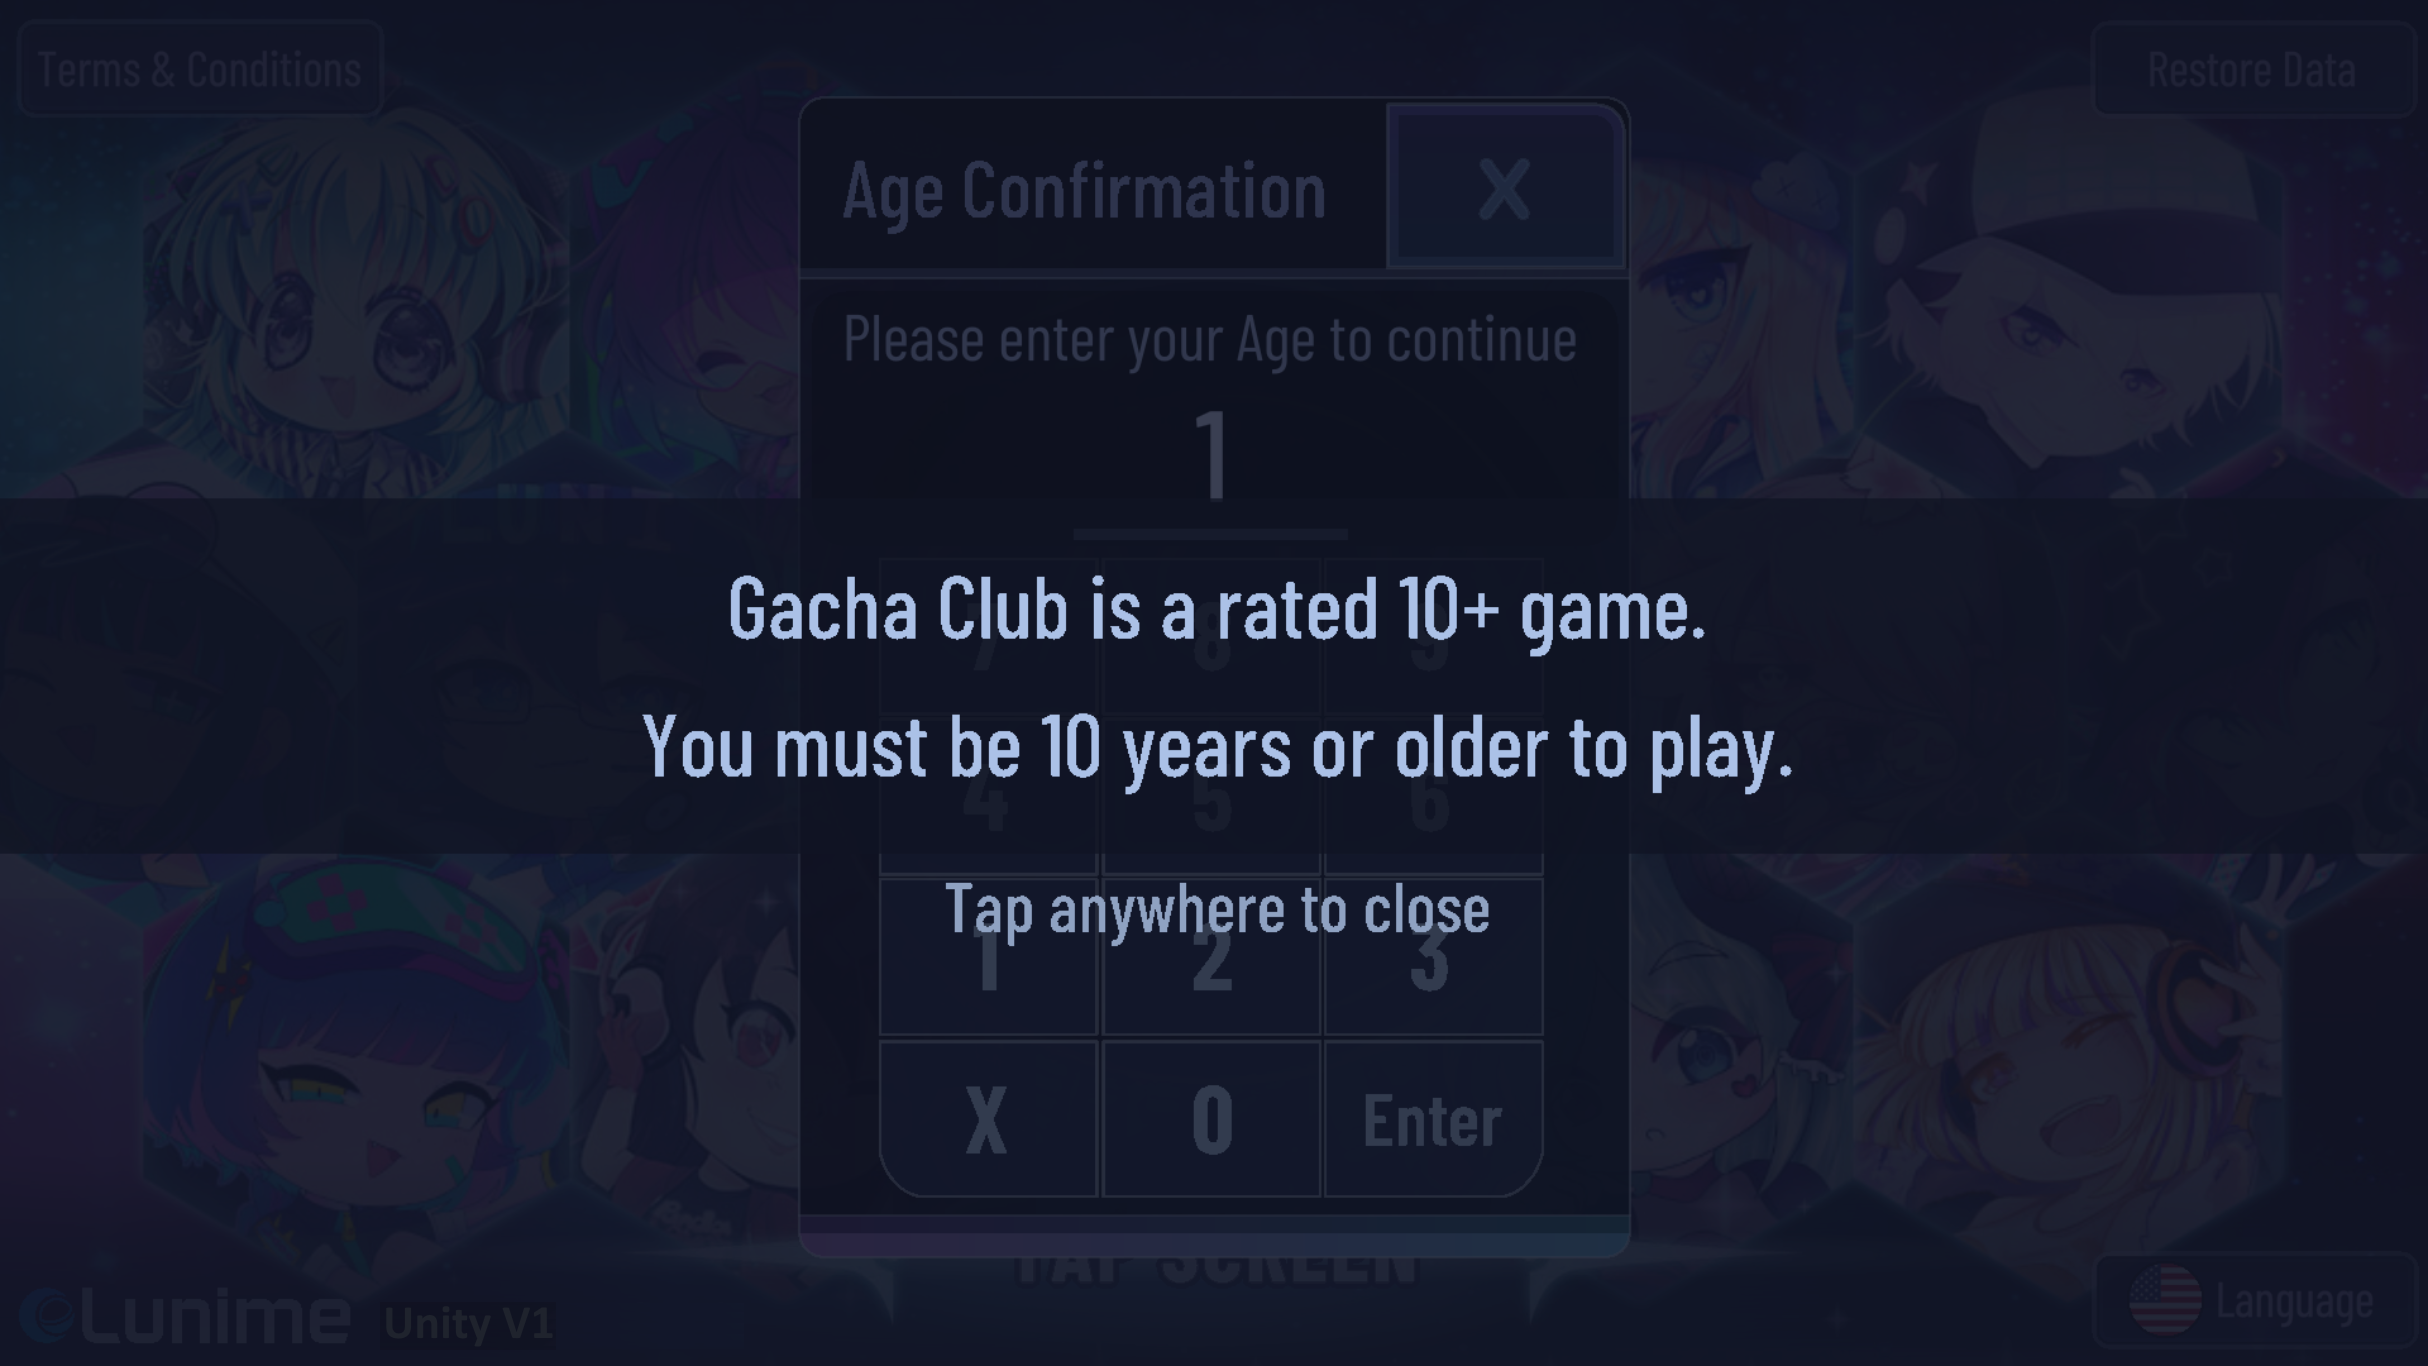 Terms & Conditions
Restore Data
Age Confirmation
X
Please enter your Age to continue
1
Gacha Club is a rated 10+ game.
You must be 10 years or older to play.
7 8 9
4 5 6
Tap anywhere to close
1 2 3
X 0 Enter
TAP SCREEN
Lunime
Unity V1
Language